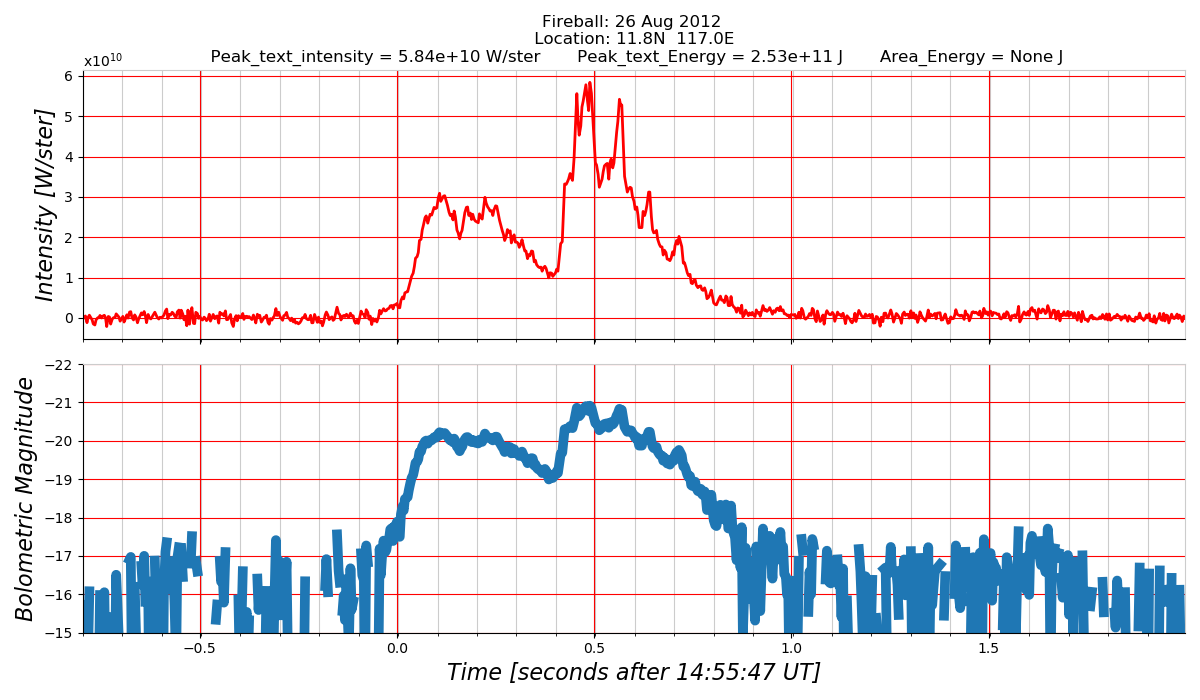 Fireball: 26 Aug 2012
Location: 11.8N  117.0E
Peak_text_intensity = 5.84e+10 W/ster        Peak_text_Energy = 2.53e+11 J        Area_Energy = None J
x10¹⁰
6
5
4
3
2
1
0
Intensity [W/ster]
−22
−21
−20
−19
−18
−17
−16
−15
Bolometric Magnitude
−0.5 0.0 0.5 1.0 1.5
Time [seconds after 14:55:47 UT]